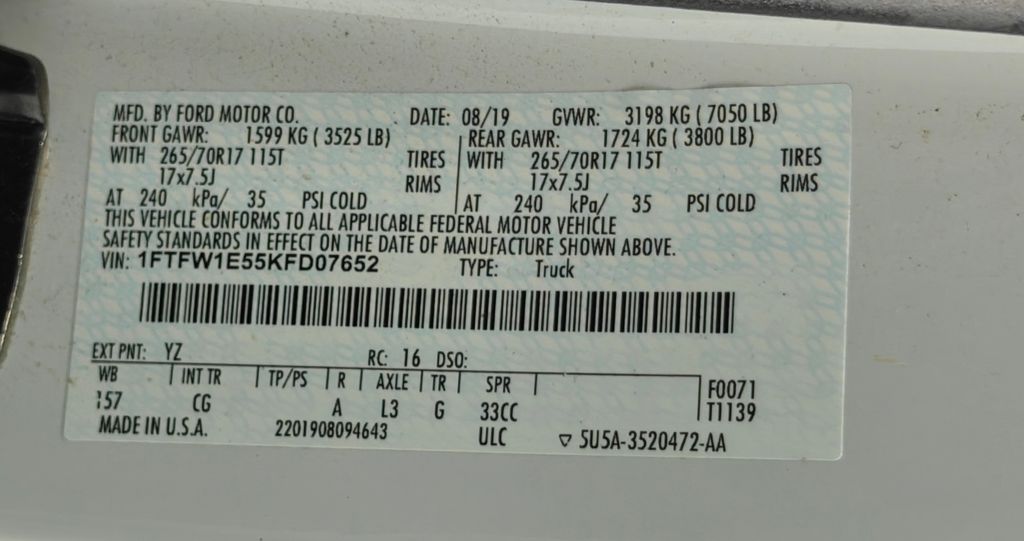 MFD. BY FORD MOTOR CO. DATE: 08/19 GVWR: 3198 KG ( 7050 LB)
FRONT GAWR: 1599 KG ( 3525 LB) REAR GAWR: 1724 KG ( 3800 LB)
WITH 265/70R17 115T TIRES WITH 265/70R17 115T TIRES
17x7.5J RIMS 17x7.5J RIMS
AT 240 kPa/ 35 PSI COLD AT 240 kPa/ 35 PSI COLD
THIS VEHICLE CONFORMS TO ALL APPLICABLE FEDERAL MOTOR VEHICLE
SAFETY STANDARDS IN EFFECT ON THE DATE OF MANUFACTURE SHOWN ABOVE.
VIN: 1FTFW1E55KFD07652 TYPE: Truck
EXT PNT: YZ RC: 16 DSO:
WB INT TR TP/PS R AXLE TR SPR F0071
157 CG A L3 G 33CC T1139
MADE IN U.S.A. 2201908094643 ULC ▽ 5U5A-3520472-AA